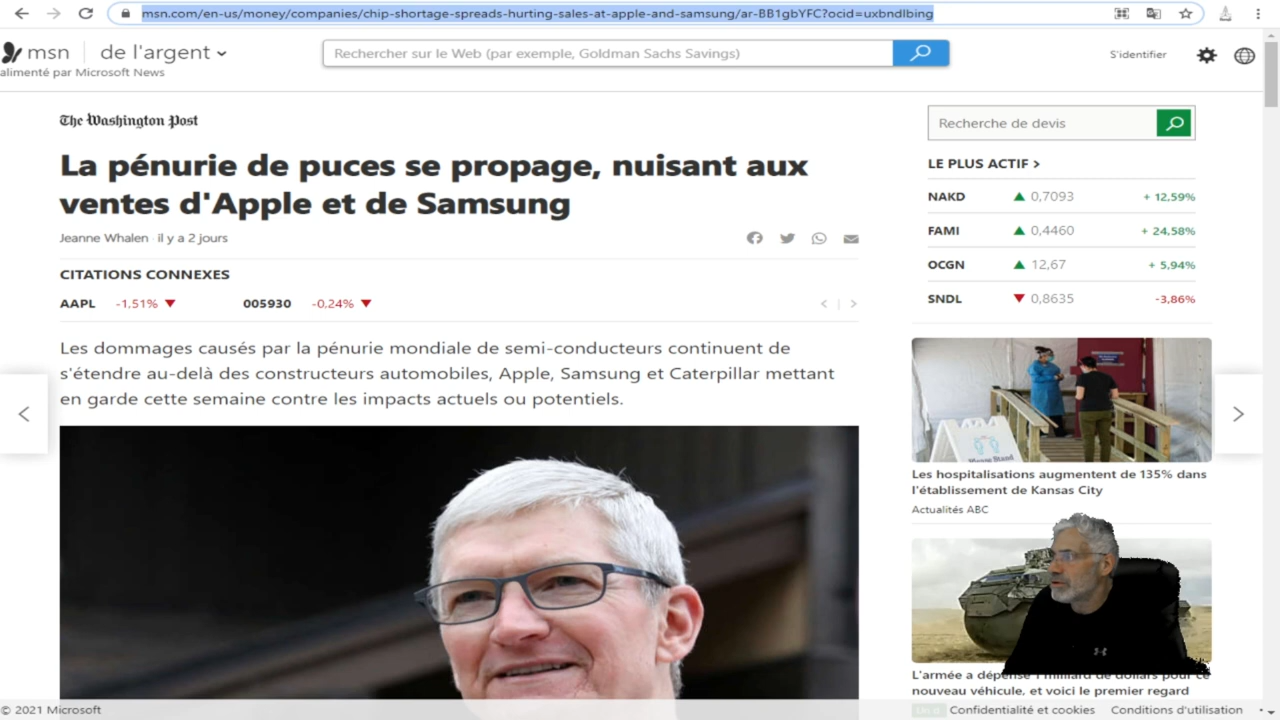 msn.com/en-us/money/companies/chip-shortage-spreads-hurting-sales-at-apple-and-samsung/ar-BB1gbYFC?ocid=uxbndlbing
msn
de l'argent
alimenté par Microsoft News
Rechercher sur le Web (par exemple, Goldman Sachs Savings)
S'identifier
The Washington Post
La pénurie de puces se propage, nuisant aux
ventes d'Apple et de Samsung
Jeanne Whalen · il y a 2 jours
CITATIONS CONNEXES
AAPL -1,51% ▼ 005930 -0,24% ▼
Les dommages causés par la pénurie mondiale de semi-conducteurs continuent de
s'étendre au-delà des constructeurs automobiles, Apple, Samsung et Caterpillar mettant
en garde cette semaine contre les impacts actuels ou potentiels.
Recherche de devis
LE PLUS ACTIF >
NAKD ▲ 0,7093 + 12,59%
FAMI ▲ 0,4460 + 24,58%
OCGN ▲ 12,67 + 5,94%
SNDL ▼ 0,8635 -3,86%
Les hospitalisations augmentent de 135% dans
l'établissement de Kansas City
Actualités ABC
L'armée a dépensé 1 milliard de dollars pour ce
nouveau véhicule, et voici le premier regard
© 2021 Microsoft
Confidentialité et cookies
Conditions d'utilisation